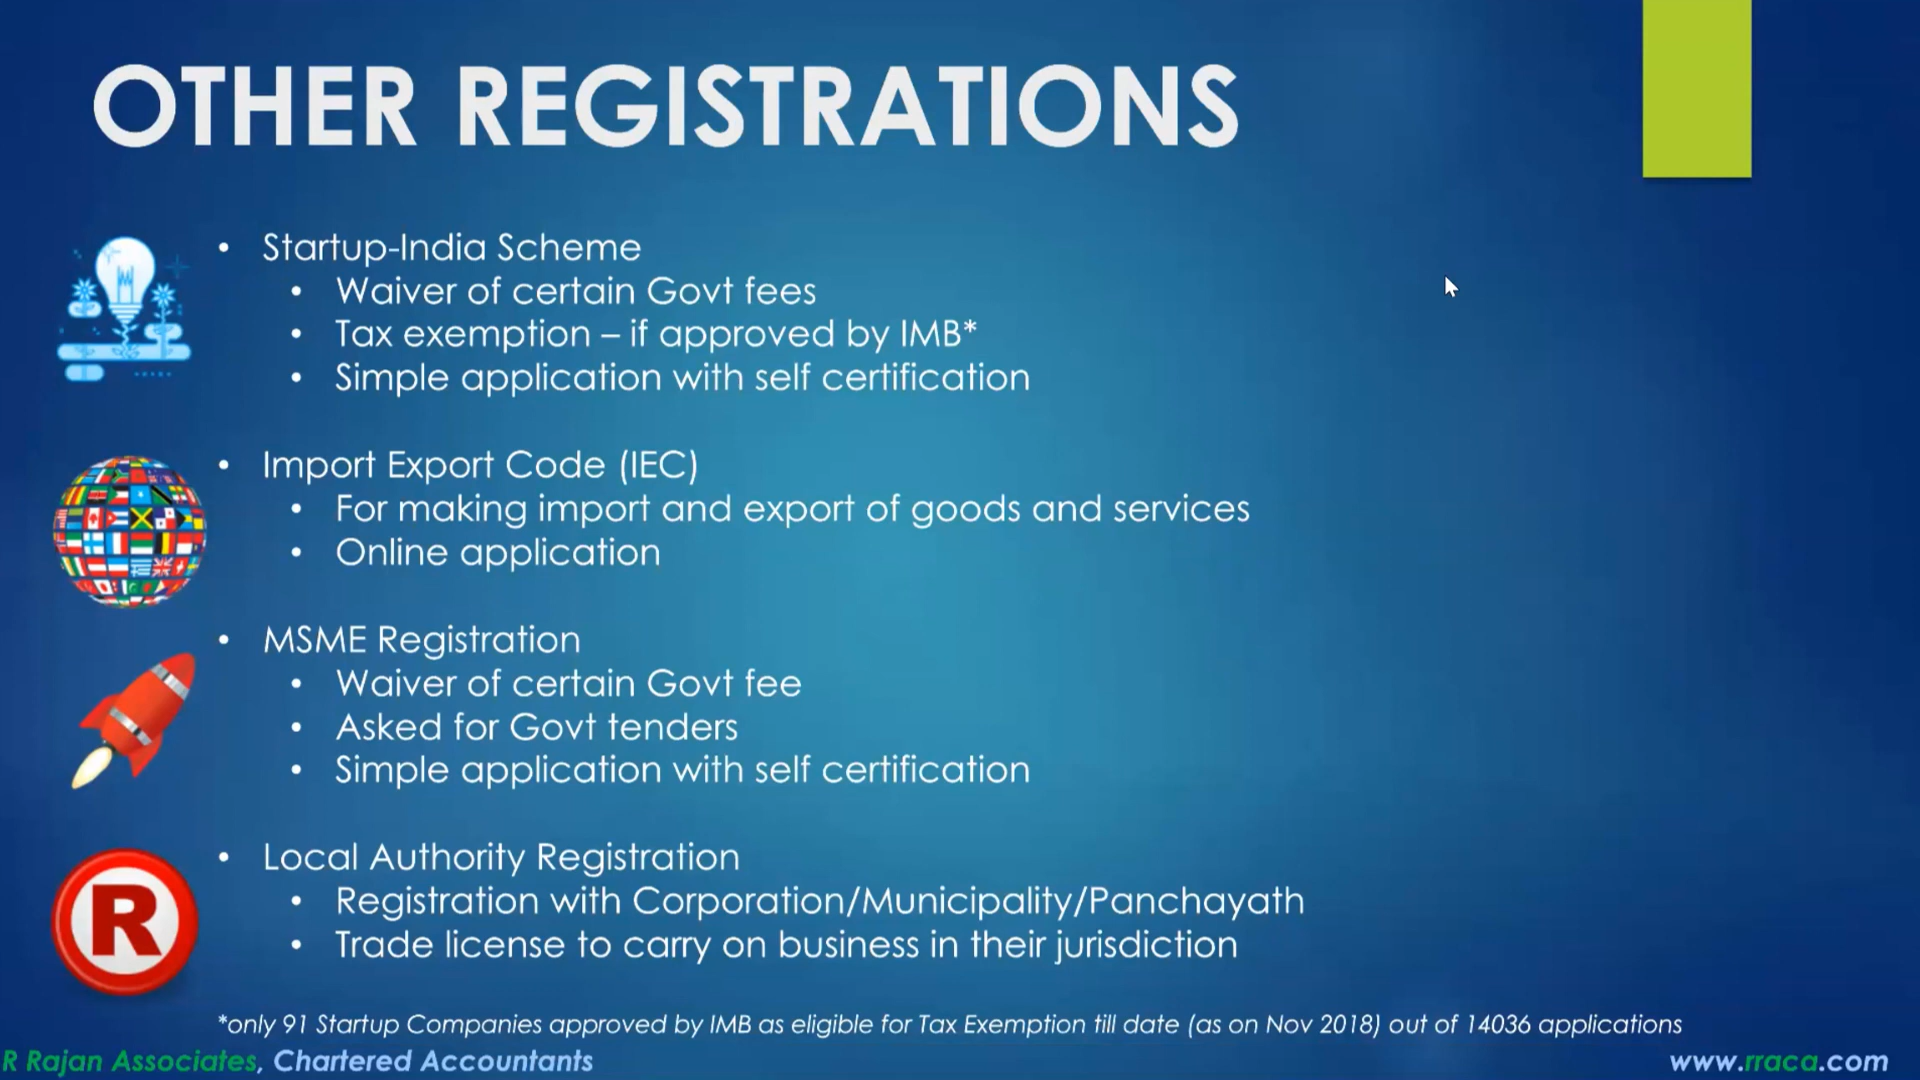 OTHER REGISTRATIONS
• Startup-India Scheme
• Waiver of certain Govt fees
• Tax exemption – if approved by IMB*
• Simple application with self certification
• Import Export Code (IEC)
• For making import and export of goods and services
• Online application
• MSME Registration
• Waiver of certain Govt fee
• Asked for Govt tenders
• Simple application with self certification
R
• Local Authority Registration
• Registration with Corporation/Municipality/Panchayath
• Trade license to carry on business in their jurisdiction
*only 91 Startup Companies approved by IMB as eligible for Tax Exemption till date (as on Nov 2018) out of 14036 applications
R Rajan Associates, Chartered Accountants
www.rraca.com